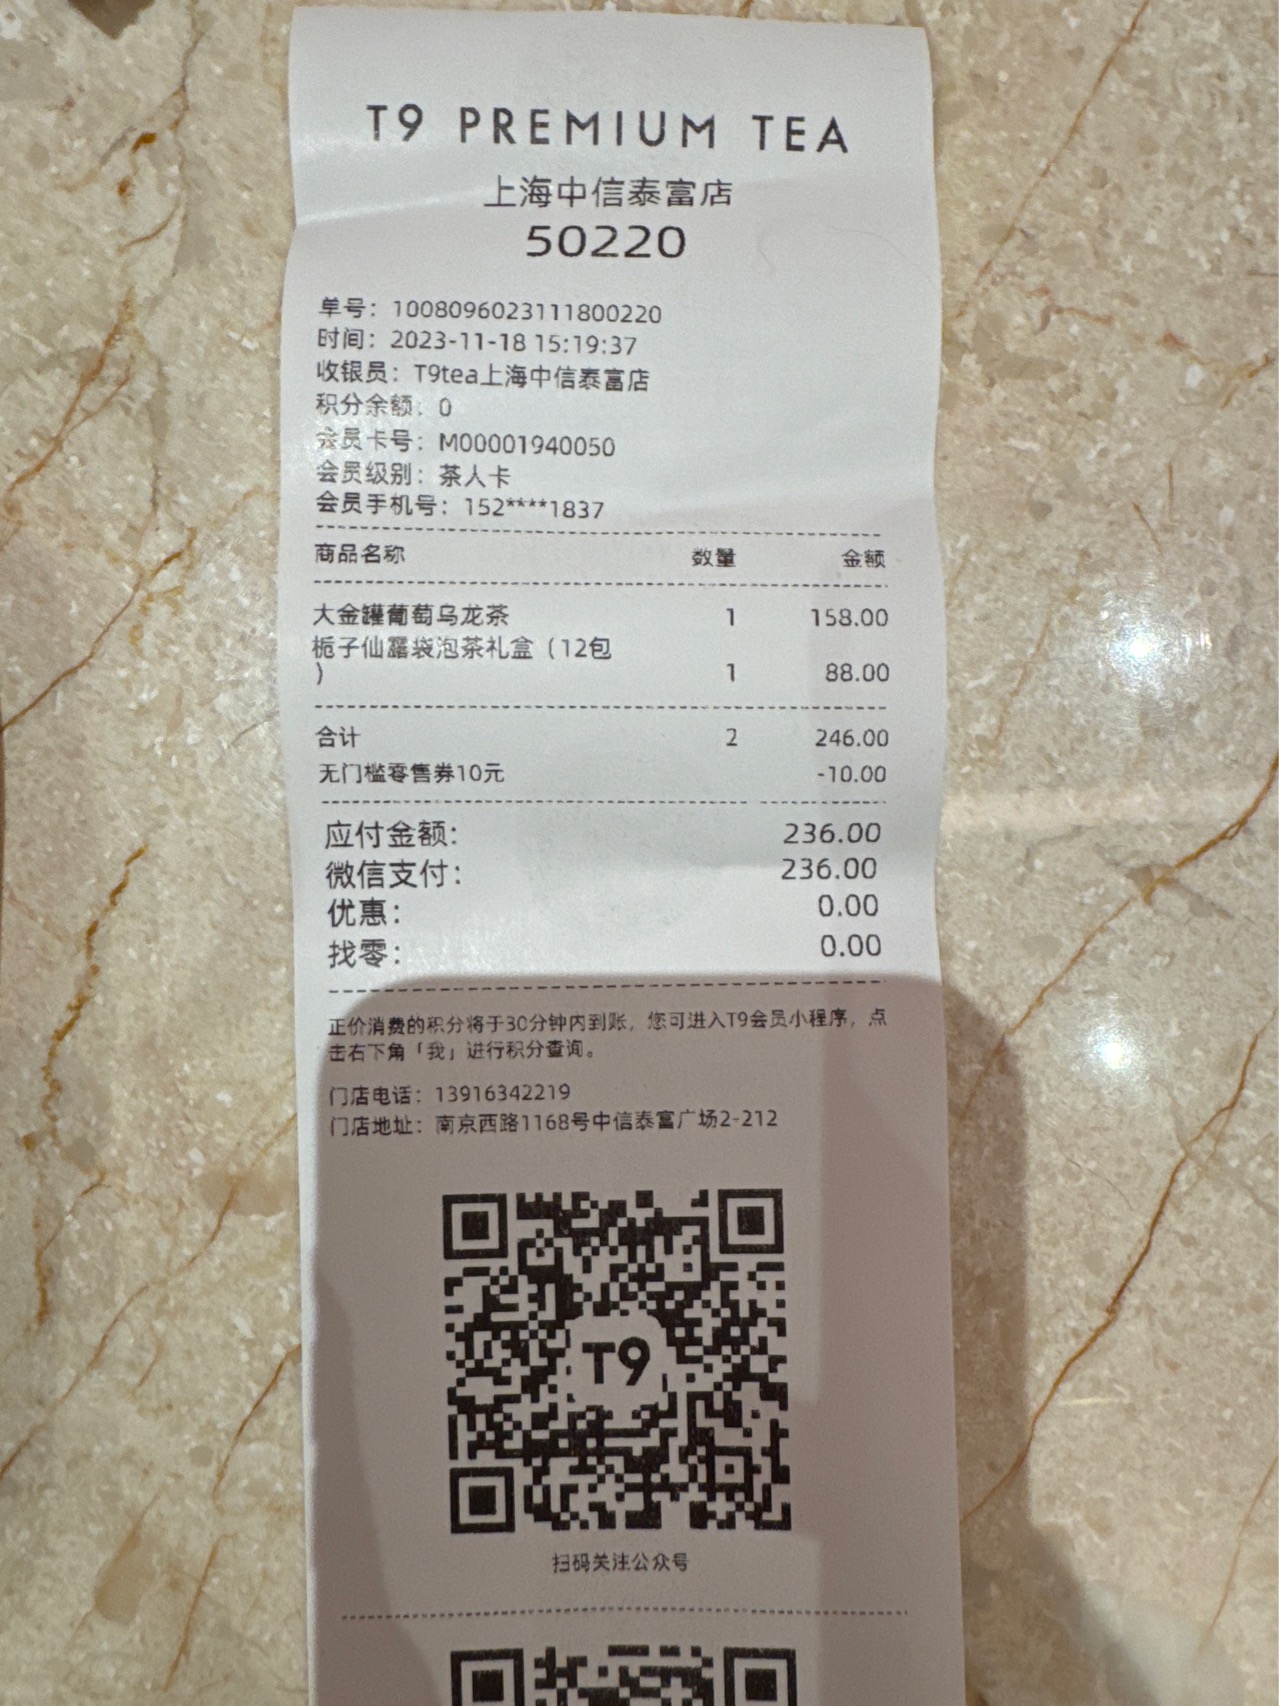 T9 PREMIUM TEA
上海中信泰富店
50220
单号：1008096023111800220
时间：2023-11-18 15:19:37
收银员：T9tea上海中信泰富店
积分余额：0
会员卡号：M00001940050
会员级别：茶人卡
会员手机号：152****1837
商品名称 数量 金额
大金罐葡萄乌龙茶 1 158.00
栀子仙露袋泡茶礼盒（12包
） 1 88.00
合计 2 246.00
无门槛零售券10元 -10.00
应付金额: 236.00
微信支付: 236.00
优惠: 0.00
找零: 0.00
正价消费的积分将于30分钟内到账，您可进入T9会员小程序，点
击右下角「我」进行积分查询。
门店电话：13916342219
门店地址：南京西路1168号中信泰富广场2-212
T9
扫码关注公众号